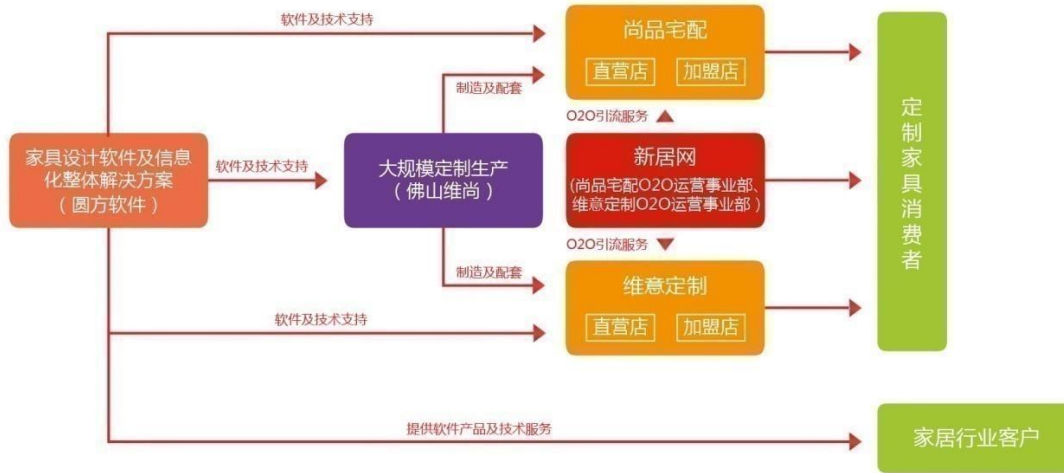 软件及技术支持
尚品宅配
直营店 加盟店
制造及配套
O2O引流服务
家具设计软件及信息
化整体解决方案
（圆方软件）
软件及技术支持
大规模定制生产
（佛山维尚）
新居网
(尚品宅配O2O运营事业部、
维意定制O2O运营事业部）
定制家具消费者
O2O引流服务
制造及配套
维意定制
直营店 加盟店
软件及技术支持
提供软件产品及技术服务
家居行业客户